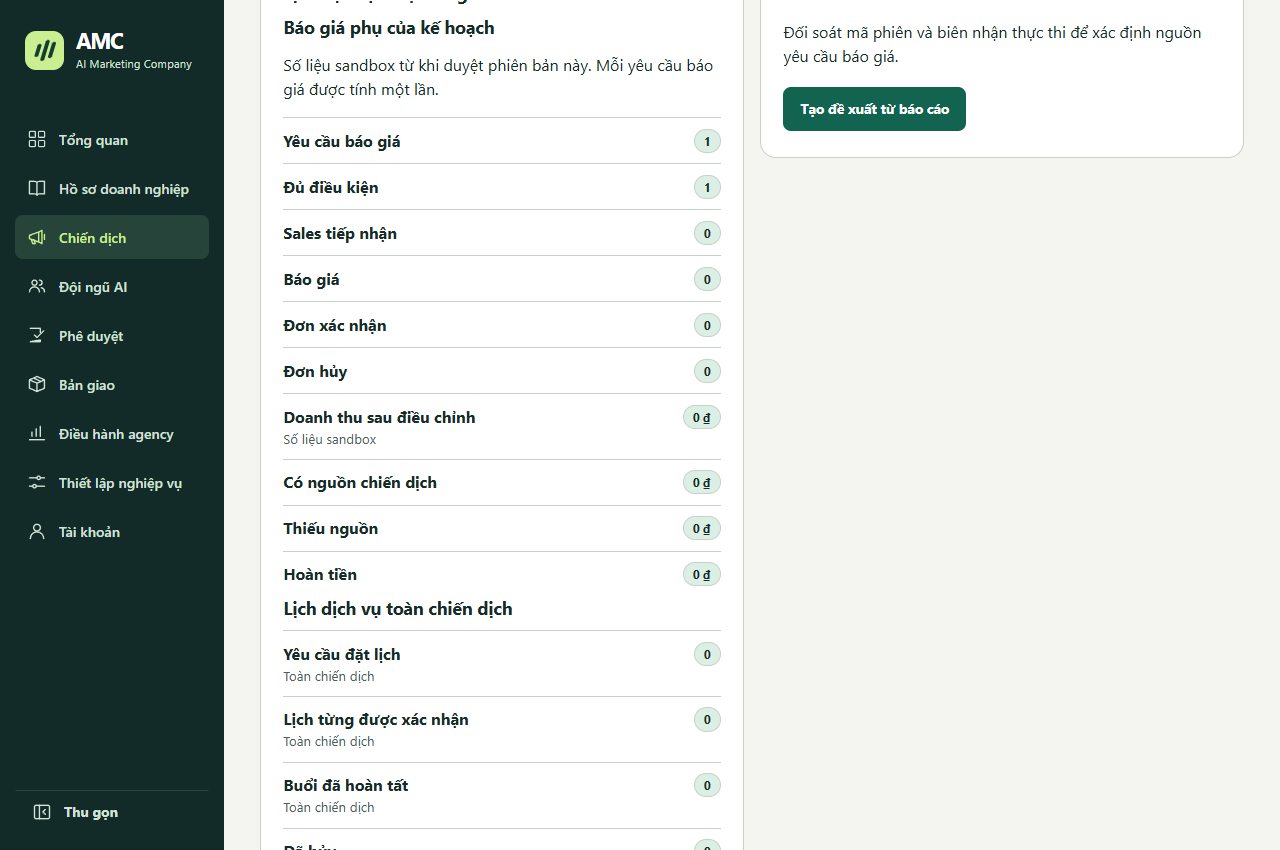 AMC
AI Marketing Company
Tổng quan
Hồ sơ doanh nghiệp
Chiến dịch
Đội ngũ AI
Phê duyệt
Bản giao
Điều hành agency
Thiết lập nghiệp vụ
Tài khoản
Thu gọn
Báo giá phụ của kế hoạch
Số liệu sandbox từ khi duyệt phiên bản này. Mỗi yêu cầu báo
giá được tính một lần.
Yêu cầu báo giá 1
Đủ điều kiện 1
Sales tiếp nhận 0
Báo giá 0
Đơn xác nhận 0
Đơn hủy 0
Doanh thu sau điều chỉnh 0 ₫
Số liệu sandbox
Có nguồn chiến dịch 0 ₫
Thiếu nguồn 0 ₫
Hoàn tiền 0 ₫
Lịch dịch vụ toàn chiến dịch
Yêu cầu đặt lịch 0
Toàn chiến dịch
Lịch từng được xác nhận 0
Toàn chiến dịch
Buổi đã hoàn tất 0
Toàn chiến dịch
Đối soát mã phiên và biên nhận thực thi để xác định nguồn
yêu cầu báo giá.
Tạo đề xuất từ báo cáo